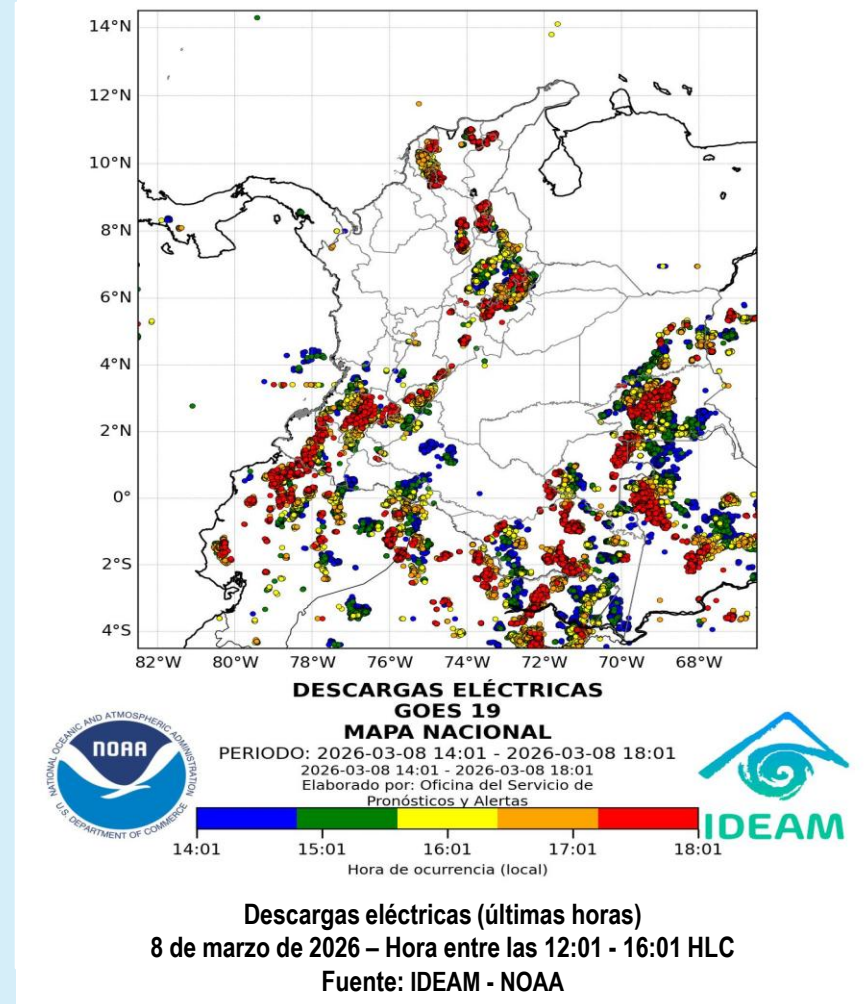 14°N
12°N
10°N
8°N
6°N
4°N
2°N
0°
2°S
4°S
82°W 80°W 78°W 76°W 74°W 72°W 70°W 68°W
DESCARGAS ELÉCTRICAS
GOES 19
MAPA NACIONAL
PERIODO: 2026-03-08 14:01 - 2026-03-08 18:01
2026-03-08 14:01 - 2026-03-08 18:01
Elaborado por: Oficina del Servicio de
Pronósticos y Alertas
NATIONAL OCEANIC AND ATMOSPHERIC ADMINISTRATION
NOAA
U.S. DEPARTMENT OF COMMERCE
IDEAM
14:01 15:01 16:01 17:01 18:01
Hora de ocurrencia (local)
Descargas eléctricas (últimas horas)
8 de marzo de 2026 – Hora entre las 12:01 - 16:01 HLC
Fuente: IDEAM - NOAA